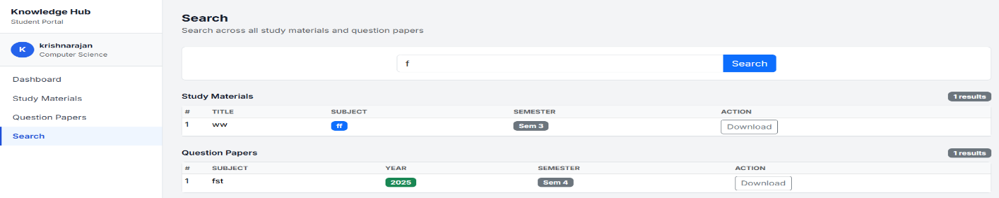 Knowledge Hub
Student Portal
K
krishnarajan
Computer Science
Dashboard
Study Materials
Question Papers
Search
Search
Search across all study materials and question papers
f
Search
Study Materials
1 results
# TITLE SUBJECT SEMESTER ACTION
1 ww ff Sem 3 Download
Question Papers
1 results
# SUBJECT YEAR SEMESTER ACTION
1 fst 2025 Sem 4 Download